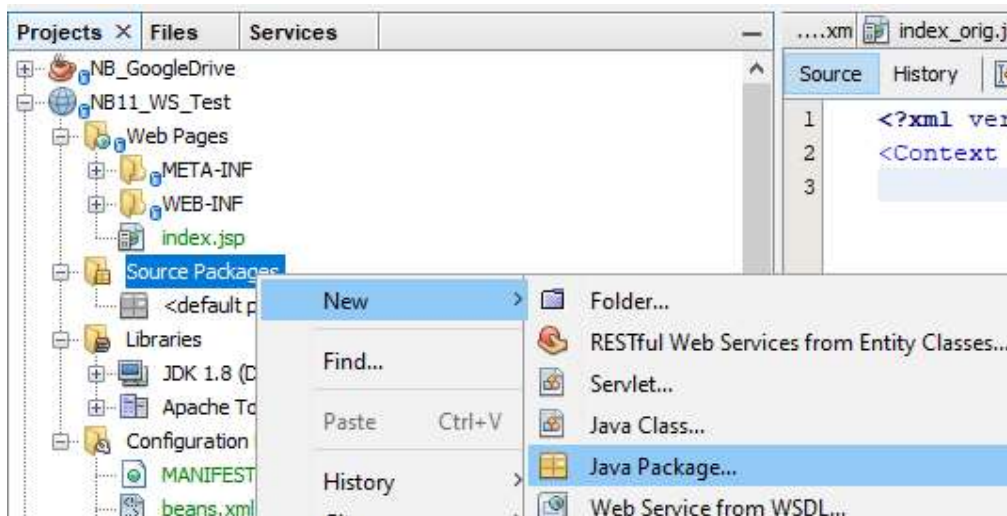 Projects × Files Services
....xm index_orig.j
NB_GoogleDrive
Source History
NB11_WS_Test
1 <?xml ver
Web Pages
2 <Context
META-INF
3
WEB-INF
index.jsp
Source Packages
<default p
New
Folder...
RESTful Web Services from Entity Classes...
Libraries
Find...
JDK 1.8 (D
Servlet...
Apache To
Paste Ctrl+V
Java Class...
Configuration
Java Package...
MANIFEST
History
beans.xml
Web Service from WSDL...